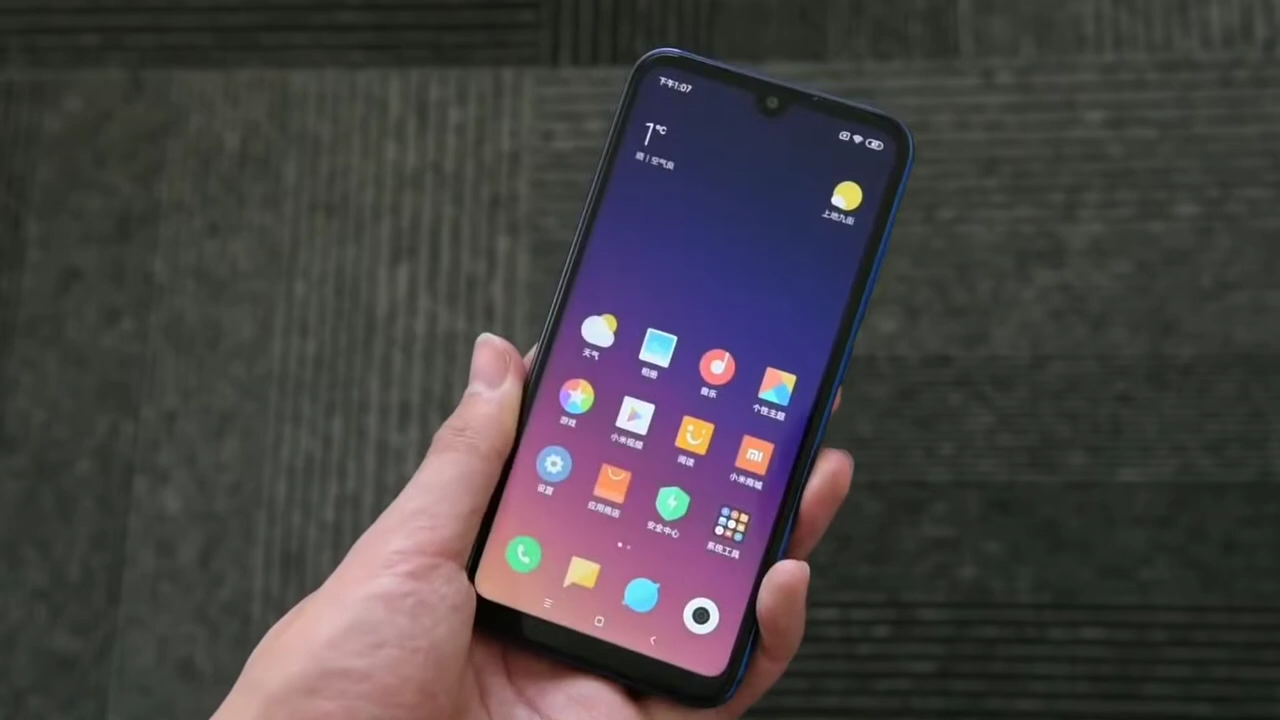 下午1:07
7℃
晴 | 空气良
上地九街
天气
相册
音乐
个性主题
游戏
小米视频
阅读
小米商城
mi
设置
应用商店
安全中心
系统工具